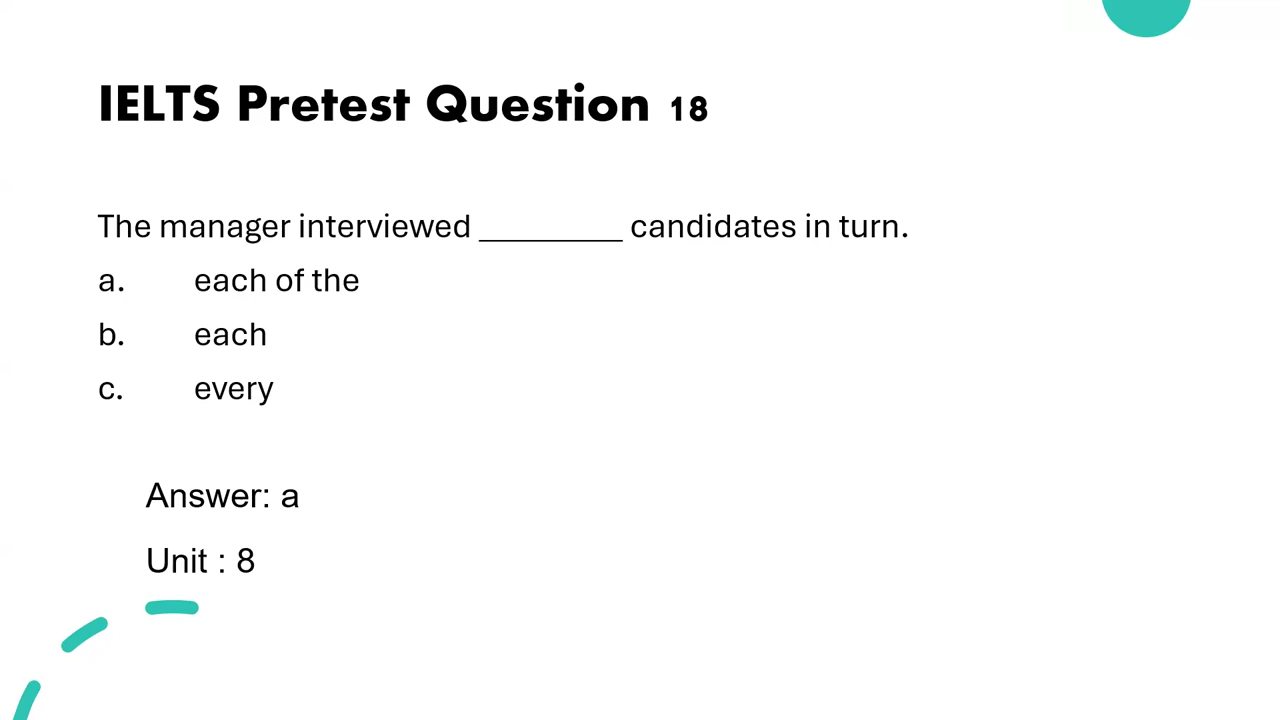 IELTS Pretest Question 18
The manager interviewed _________ candidates in turn.
a. each of the
b. each
c. every
Answer: a
Unit : 8